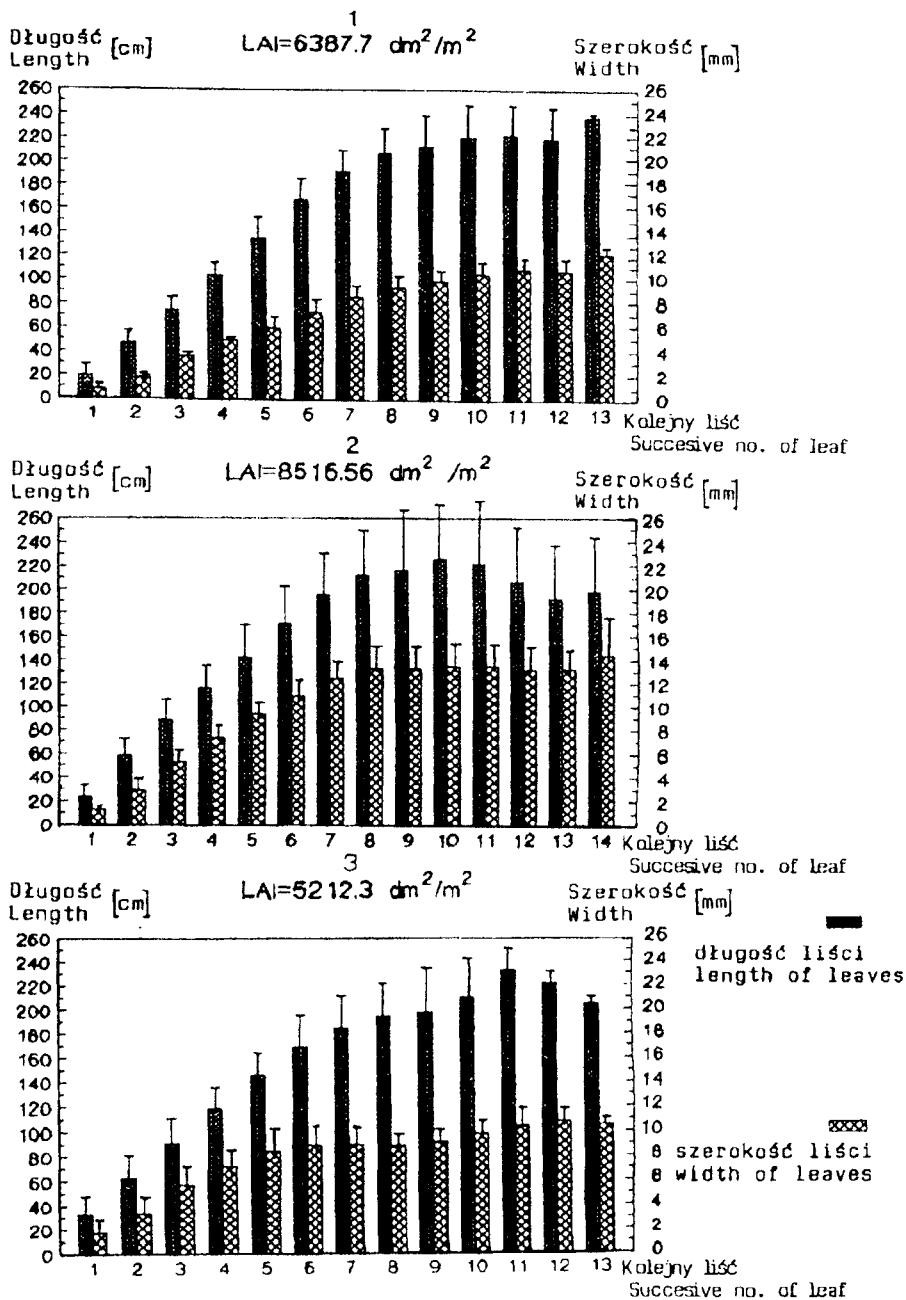 1
Długość [cm] LAI=6387.7 dm²/m² Szerokość [mm]
Length Width
260 26
240 24
220 22
200 20
180 18
160 16
140 14
120 12
100 10
80 8
60 6
40 4
20 2
0 0
1 2 3 4 5 6 7 8 9 10 11 12 13 Kolejny liść
Succesive no. of leaf
2
Długość [cm] LAI=8516.56 dm² /m² Szerokość [mm]
Length Width
260 26
240 24
220 22
200 20
180 18
160 16
140 14
120 12
100 10
80 8
60 6
40 4
20 2
0 0
1 2 3 4 5 6 7 8 9 10 11 12 13 14 Kolejny liść
Succesive no. of leaf
3
Długość [cm] LAI=5212.3 dm²/m² Szerokość [mm]
Length Width
260 26
240 24
220 22
200 20
180 18
160 16
140 14
120 12
100 10
80 8
60 6
40 4
20 2
0 0
1 2 3 4 5 6 7 8 9 10 11 12 13 Kolejny liść
Succesive no. of leaf
długość liści
length of leaves
szerokość liści
width of leaves